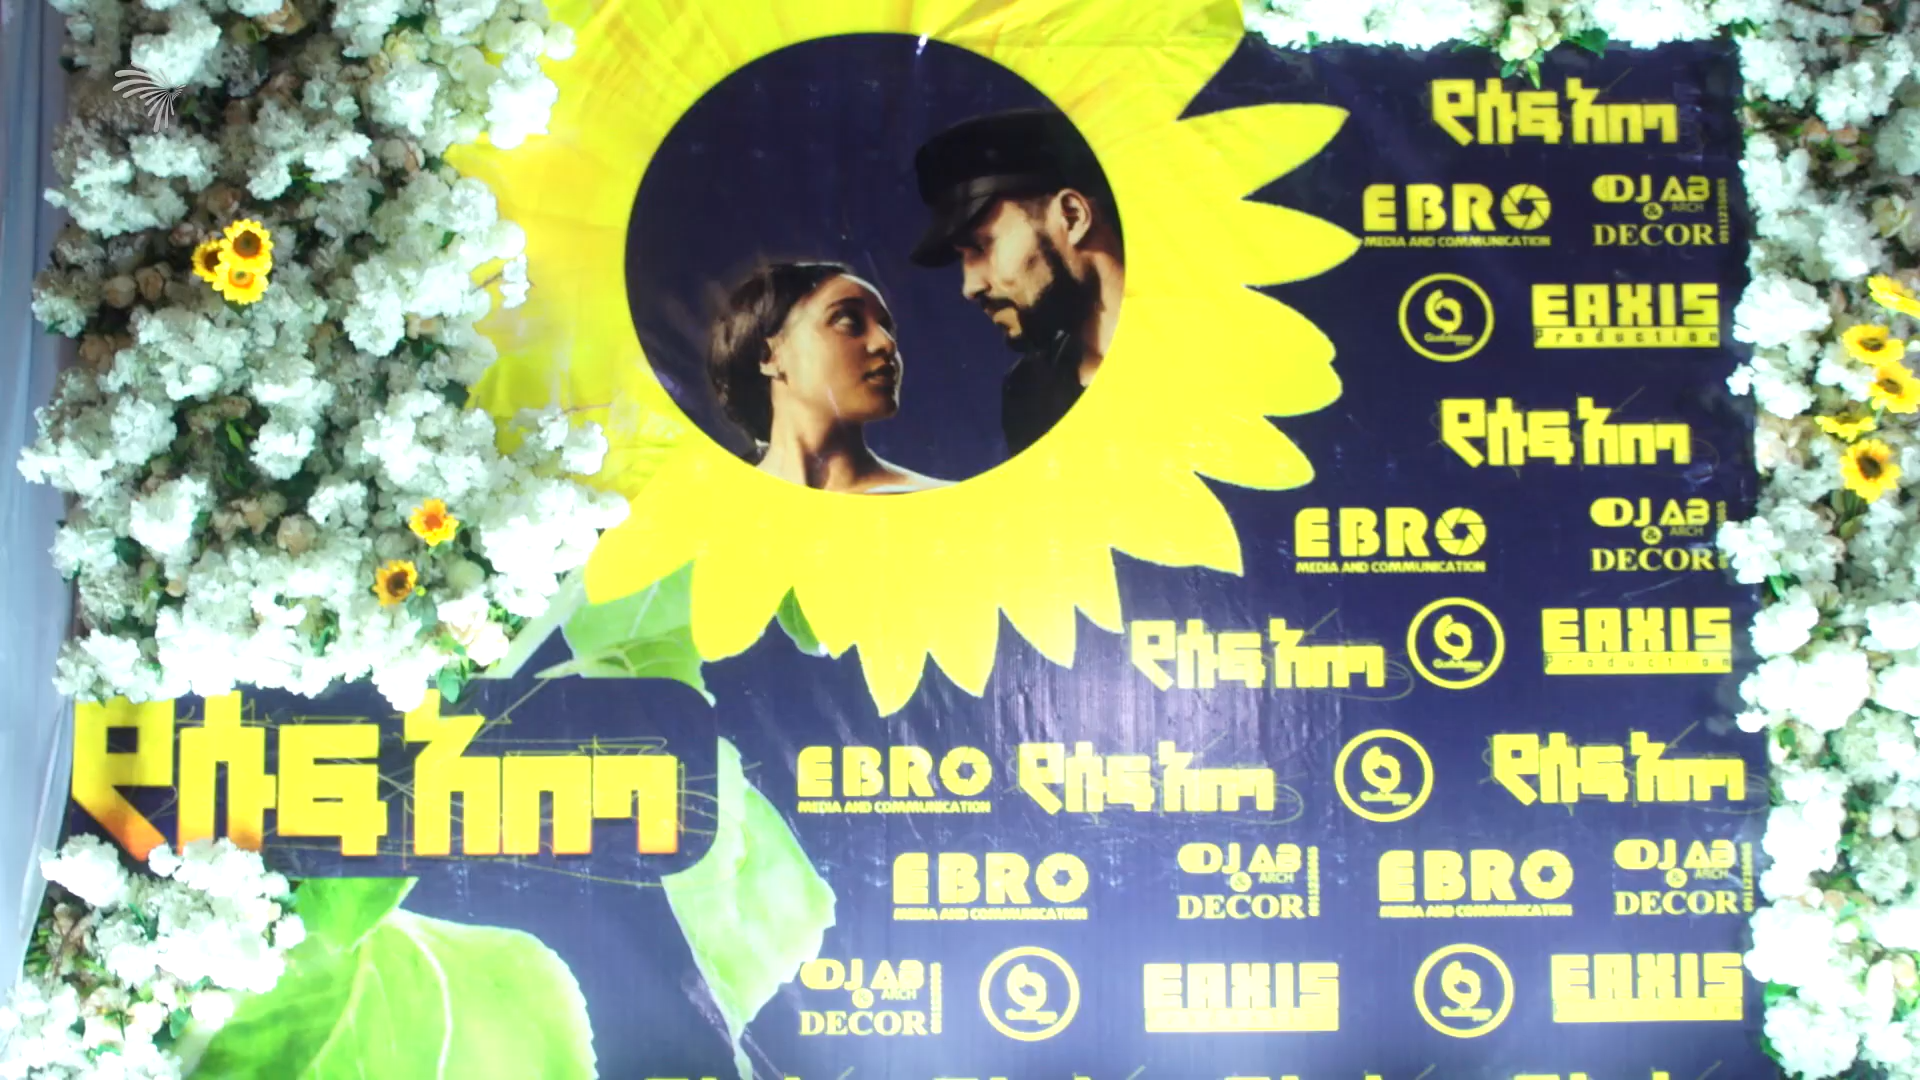 የሱፍ አበባ
EBRO
MEDIA AND COMMUNICATION
DJ AB
& ARCH
DECOR
EAXIS
Production
የሱፍ አበባ
EBRO
MEDIA AND COMMUNICATION
DJ AB
& ARCH
DECOR
የሱፍ አበባ
EAXIS
Production
የሱፍ አበባ
EBRO
MEDIA AND COMMUNICATION
የሱፍ አበባ
የሱፍ አበባ
EBRO
MEDIA AND COMMUNICATION
DJ AB
& ARCH
DECOR
EBRO
MEDIA AND COMMUNICATION
DJ AB
& ARCH
DECOR
DJ AB
& ARCH
DECOR
EAXIS
EAXIS